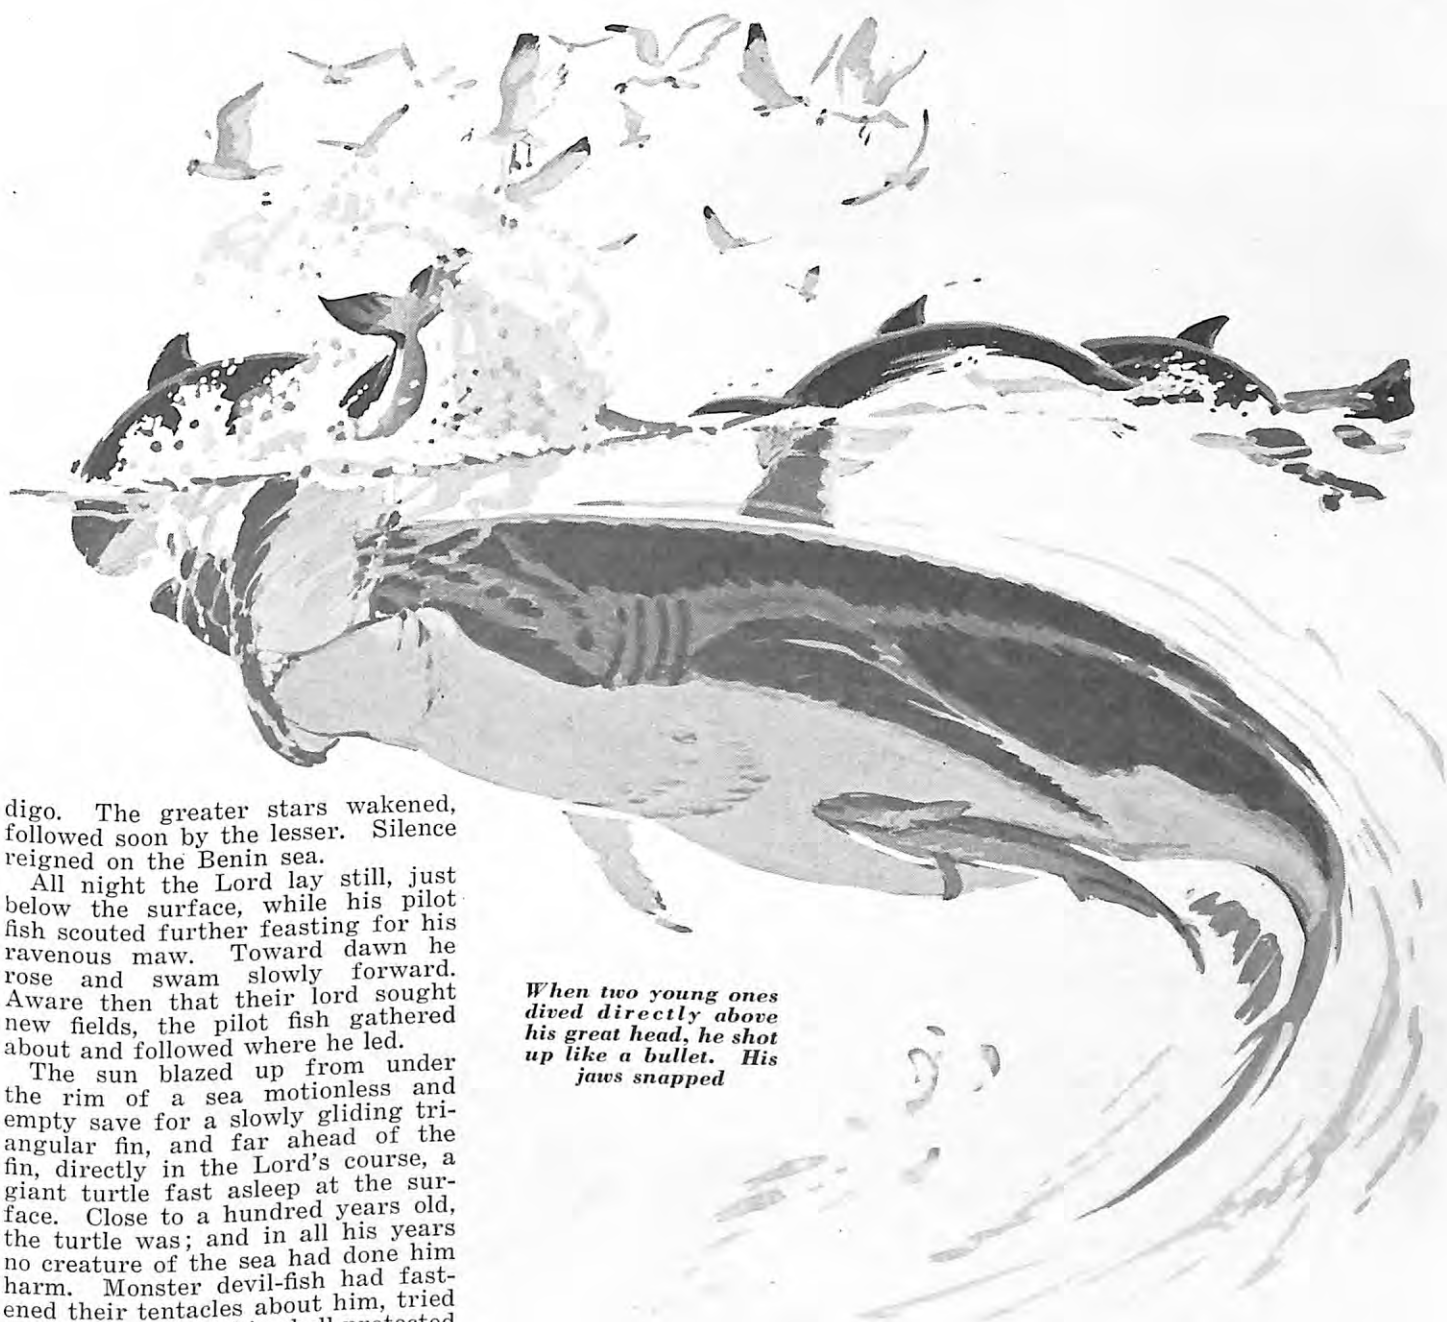 digo. The greater stars wakened,
followed soon by the lesser. Silence
reigned on the Benin sea.
All night the Lord lay still, just
below the surface, while his pilot
fish scouted further feasting for his
ravenous maw. Toward dawn he
rose and swam slowly forward.
Aware then that their lord sought
new fields, the pilot fish gathered
about and followed where he led.
The sun blazed up from under
the rim of a sea motionless and
empty save for a slowly gliding tri-
angular fin, and far ahead of the
fin, directly in the Lord's course, a
giant turtle fast asleep at the sur-
face. Close to a hundred years old,
the turtle was; and in all his years
no creature of the sea had done him
harm. Monster devil-fish had fast-
ened their tentacles about him, tried
When two young ones
dived directly above
his great head, he shot
up like a bullet. His
jaws snapped